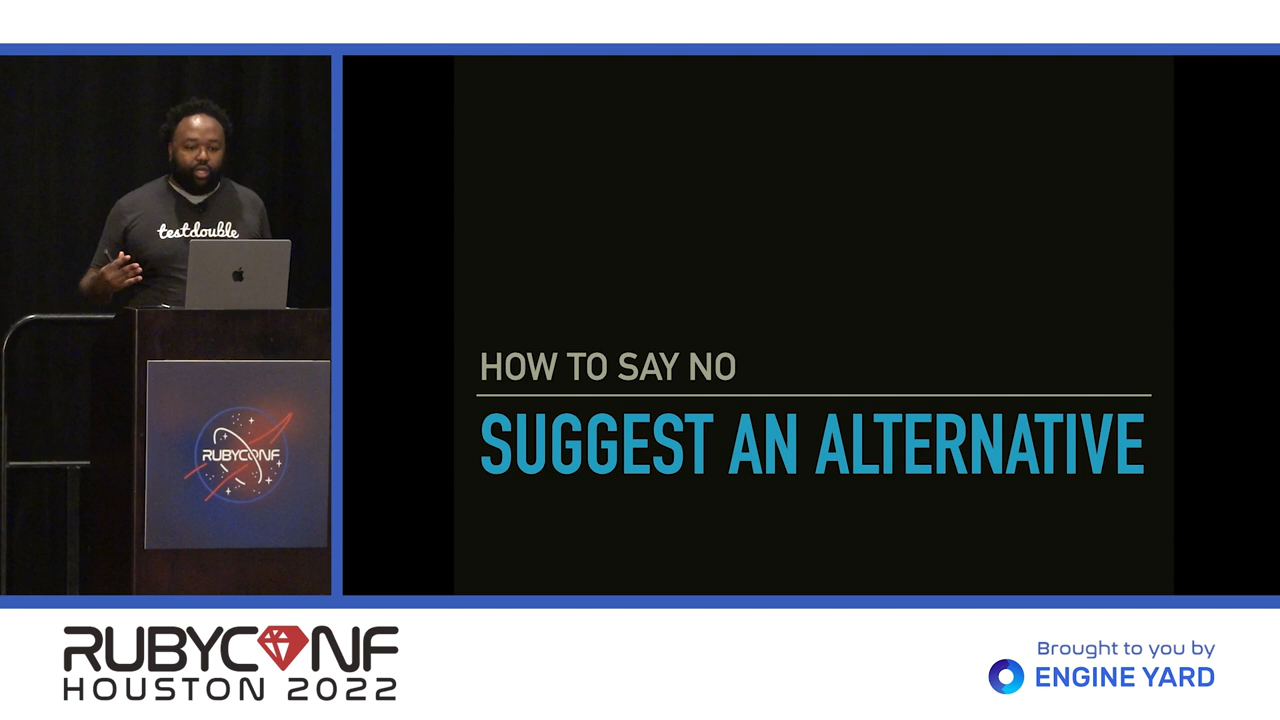 testdouble
RUBYCONF
HOW TO SAY NO
SUGGEST AN ALTERNATIVE
RUBYCONF
HOUSTON 2022
Brought to you by
ENGINE YARD